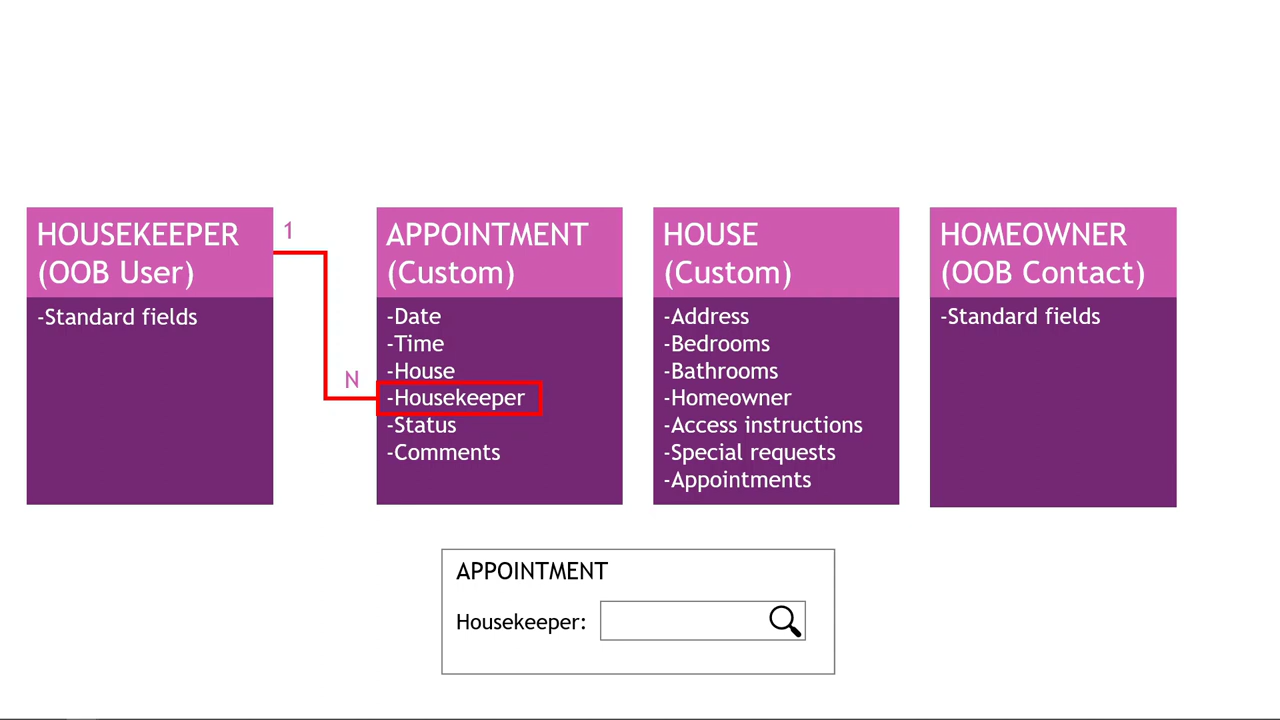 HOUSEKEEPER
(OOB User)
-Standard fields
1
N
APPOINTMENT
(Custom)
-Date
-Time
-House
-Housekeeper
-Status
-Comments
HOUSE
(Custom)
-Address
-Bedrooms
-Bathrooms
-Homeowner
-Access instructions
-Special requests
-Appointments
HOMEOWNER
(OOB Contact)
-Standard fields
APPOINTMENT
Housekeeper: